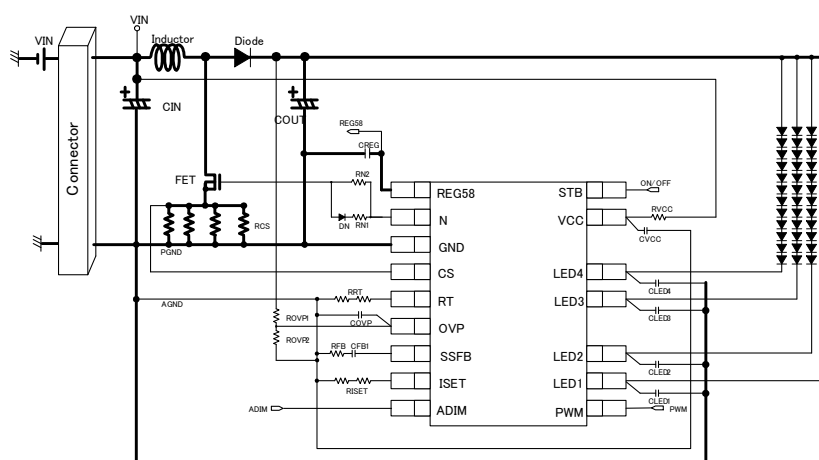 VIN
VIN
Inductor
Diode
Connector
CIN
COUT
REG58
CREG
FET
RN2
DN
RN1
RCS
PGND
REG58
STB
ON/OFF
N
VCC
RVCC
CVCC
GND
CS
LED4
CLED4
AGND
RRT
RT
LED3
CLED3
ROVP1
COVP
OVP
ROVP2
RFB
CFB1
SSFB
LED2
CLED2
RISET
ISET
LED1
CLED1
ADIM
ADIM
PWM
PWM